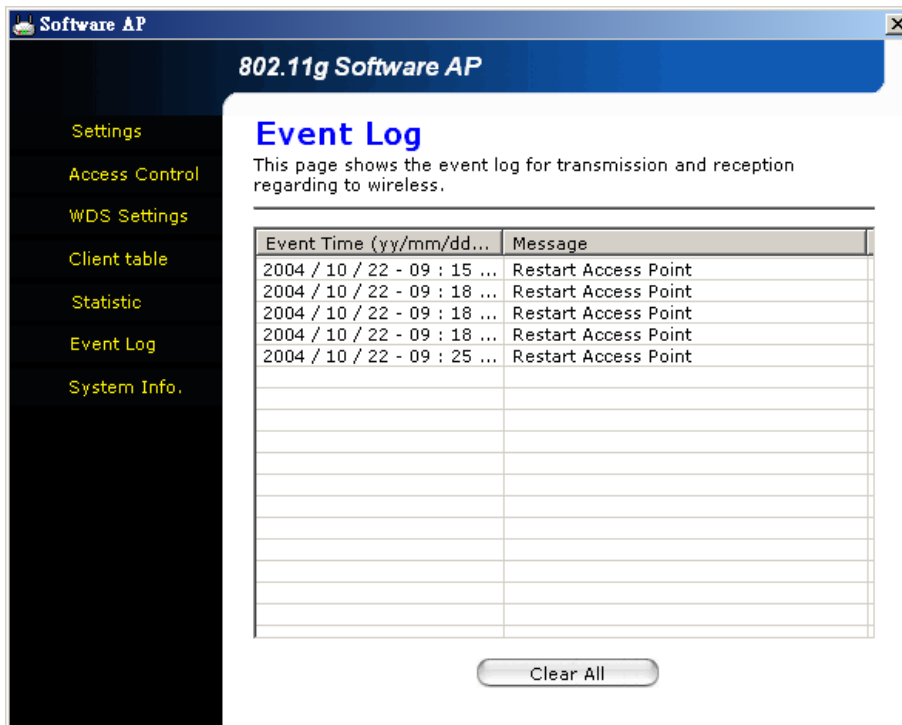 Software AP
802.11g Software AP
Settings
Access Control
WDS Settings
Client table
Statistic
Event Log
System Info.
Event Log
This page shows the event log for transmission and reception
regarding to wireless.
Event Time (yy/mm/dd... Message
2004 / 10 / 22 - 09 : 15 ... Restart Access Point
2004 / 10 / 22 - 09 : 18 ... Restart Access Point
2004 / 10 / 22 - 09 : 18 ... Restart Access Point
2004 / 10 / 22 - 09 : 18 ... Restart Access Point
2004 / 10 / 22 - 09 : 25 ... Restart Access Point
Clear All